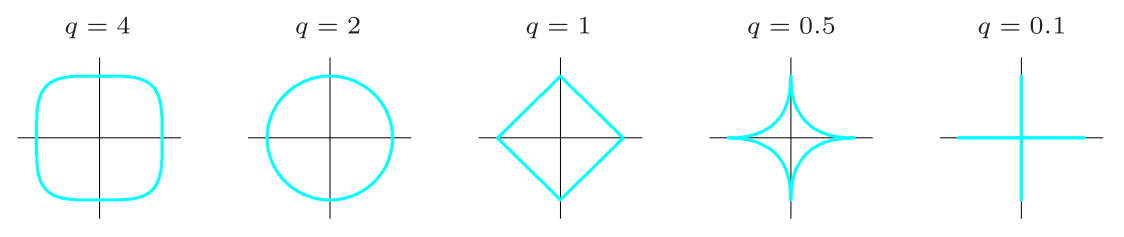 q = 4 q = 2 q = 1 q = 0.5 q = 0.1